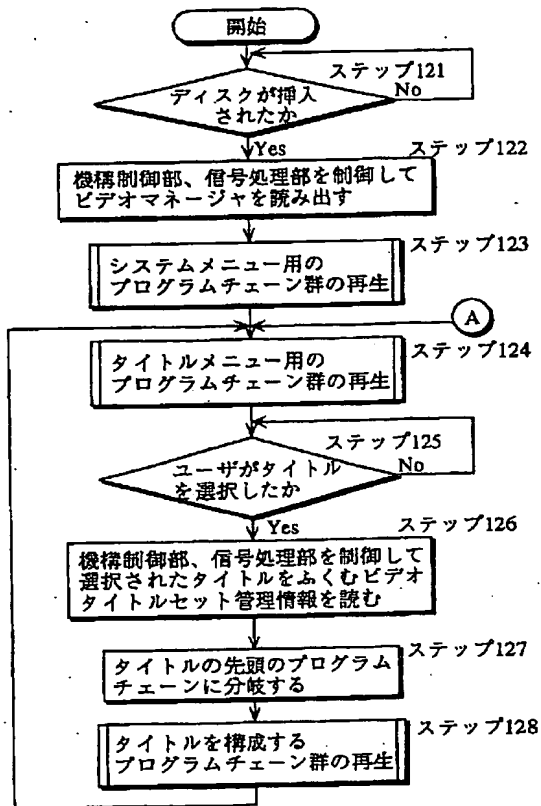 開始
ステップ121
ディスクが挿入
されたか
No
Yes
ステップ122
機構制御部、信号処理部を制御して
ビデオマネージャを読み出す
ステップ123
システムメニュー用の
プログラムチェーン群の再生
A
ステップ124
タイトルメニュー用の
プログラムチェーン群の再生
ステップ125
ユーザがタイトル
を選択したか
No
Yes
ステップ126
機構制御部、信号処理部を制御して
選択されたタイトルをふくむビデオ
タイトルセット管理情報を読む
ステップ127
タイトルの先頭のプログラム
チェーンに分岐する
ステップ128
タイトルを構成する
プログラムチェーン群の再生